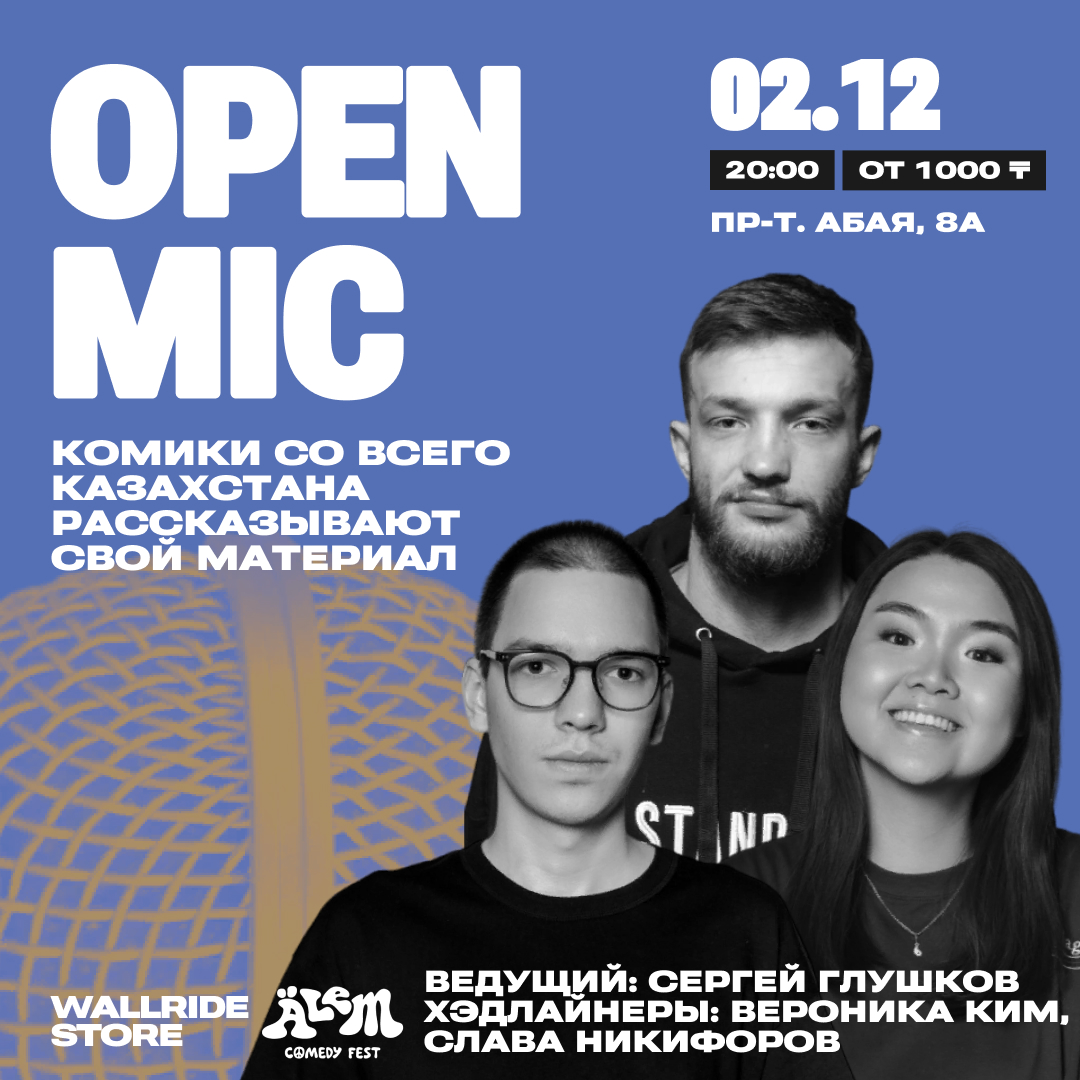 OPEN
MIC
02.12
20:00
ОТ 1000 ₸
ПР-Т. АБАЯ, 8А
КОМИКИ СО ВСЕГО
КАЗАХСТАНА
РАССКАЗЫВАЮТ
СВОЙ МАТЕРИАЛ
WALLRIDE
STORE
ÄLEM
COMEDY FEST
ВЕДУЩИЙ: СЕРГЕЙ ГЛУШКОВ
ХЭДЛАЙНЕРЫ: ВЕРОНИКА КИМ,
СЛАВА НИКИФОРОВ